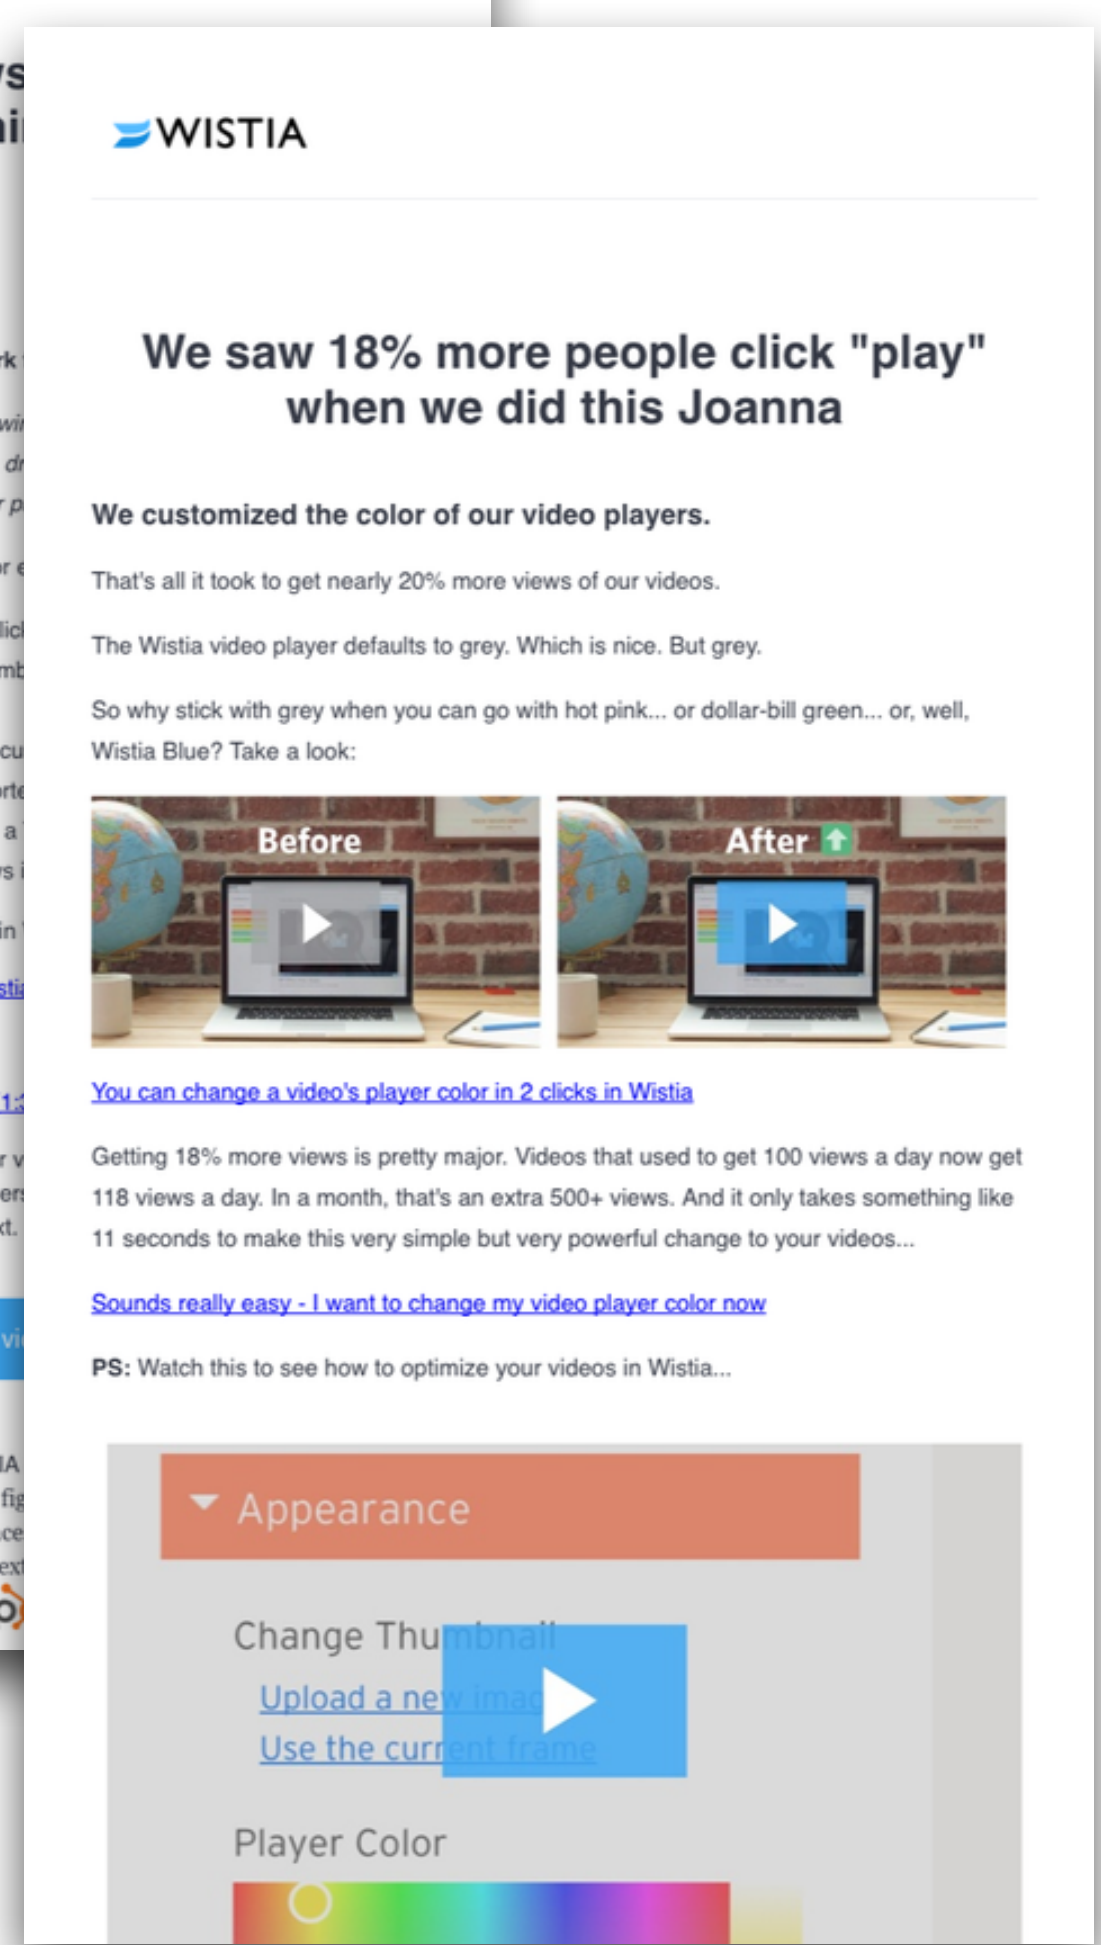 WISTIA
We saw 18% more people click "play"
when we did this Joanna
We customized the color of our video players.
That's all it took to get nearly 20% more views of our videos.
The Wistia video player defaults to grey. Which is nice. But grey.
So why stick with grey when you can go with hot pink... or dollar-bill green... or, well,
Wistia Blue? Take a look:
Before
After
You can change a video's player color in 2 clicks in Wistia
Getting 18% more views is pretty major. Videos that used to get 100 views a day now get
118 views a day. In a month, that's an extra 500+ views. And it only takes something like
11 seconds to make this very simple but very powerful change to your videos...
Sounds really easy - I want to change my video player color now
PS: Watch this to see how to optimize your videos in Wistia...
Appearance
Change Thumbnail
Upload a new image
Use the current frame
Player Color